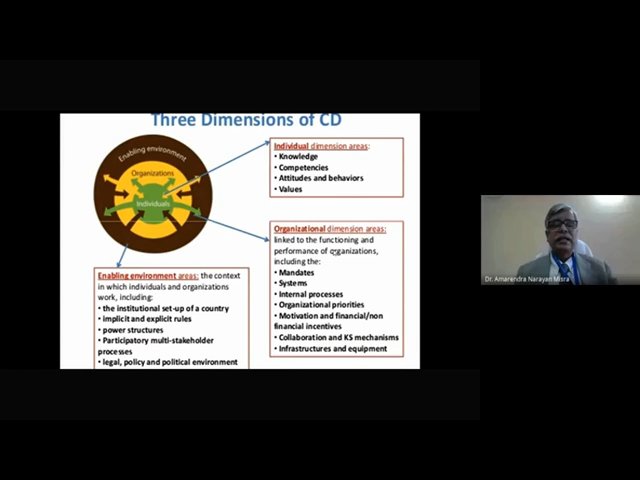 Three Dimensions of CD
Enabling environment
Organizations
Individuals
Individual dimension areas:
• Knowledge
• Competencies
• Attitudes and behaviors
• Values
Organizational dimension areas:
linked to the functioning and
performance of organizations,
including the:
• Mandates
• Systems
• Internal processes
• Organizational priorities
• Motivation and financial/non
financial incentives
• Collaboration and KS mechanisms
• Infrastructures and equipment
Enabling environment areas: the context
in which individuals and organizations
work, including:
• the institutional set-up of a country
• implicit and explicit rules
• power structures
• Participatory multi-stakeholder
processes
• legal, policy and political environment
Dr. Amarendra Narayan Misra